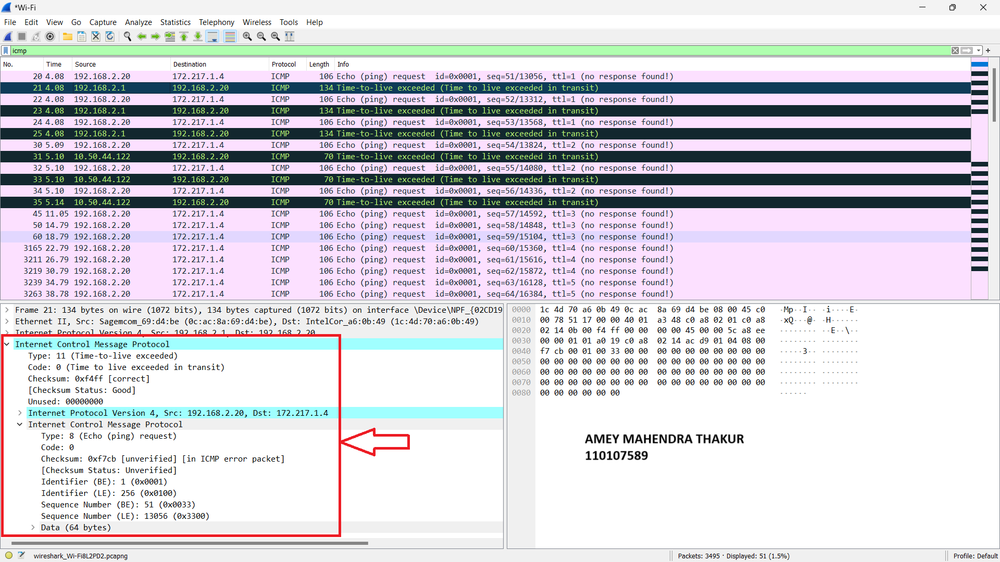 *Wi-Fi
File Edit View Go Capture Analyze Statistics Telephony Wireless Tools Help
icmp
No. Time Source Destination Protocol Length Info
20 4.08 192.168.2.20 172.217.1.4 ICMP 106 Echo (ping) request id=0x0001, seq=51/13056, ttl=1 (no response found!)
21 4.08 192.168.2.1 192.168.2.20 ICMP 134 Time-to-live exceeded (Time to live exceeded in transit)
22 4.08 192.168.2.20 172.217.1.4 ICMP 106 Echo (ping) request id=0x0001, seq=52/13312, ttl=1 (no response found!)
23 4.08 192.168.2.1 192.168.2.20 ICMP 134 Time-to-live exceeded (Time to live exceeded in transit)
24 4.08 192.168.2.20 172.217.1.4 ICMP 106 Echo (ping) request id=0x0001, seq=53/13568, ttl=1 (no response found!)
25 4.08 192.168.2.1 192.168.2.20 ICMP 134 Time-to-live exceeded (Time to live exceeded in transit)
30 5.09 192.168.2.20 172.217.1.4 ICMP 106 Echo (ping) request id=0x0001, seq=54/13824, ttl=2 (no response found!)
31 5.10 10.50.44.122 192.168.2.20 ICMP 70 Time-to-live exceeded (Time to live exceeded in transit)
32 5.10 192.168.2.20 172.217.1.4 ICMP 106 Echo (ping) request id=0x0001, seq=55/14080, ttl=2 (no response found!)
33 5.10 10.50.44.122 192.168.2.20 ICMP 70 Time-to-live exceeded (Time to live exceeded in transit)
34 5.10 192.168.2.20 172.217.1.4 ICMP 106 Echo (ping) request id=0x0001, seq=56/14336, ttl=2 (no response found!)
35 5.14 10.50.44.122 192.168.2.20 ICMP 70 Time-to-live exceeded (Time to live exceeded in transit)
45 11.05 192.168.2.20 172.217.1.4 ICMP 106 Echo (ping) request id=0x0001, seq=57/14592, ttl=3 (no response found!)
50 14.79 192.168.2.20 172.217.1.4 ICMP 106 Echo (ping) request id=0x0001, seq=58/14848, ttl=3 (no response found!)
60 18.79 192.168.2.20 172.217.1.4 ICMP 106 Echo (ping) request id=0x0001, seq=59/15104, ttl=3 (no response found!)
3165 22.79 192.168.2.20 172.217.1.4 ICMP 106 Echo (ping) request id=0x0001, seq=60/15360, ttl=4 (no response found!)
3211 26.79 192.168.2.20 172.217.1.4 ICMP 106 Echo (ping) request id=0x0001, seq=61/15616, ttl=4 (no response found!)
3219 30.79 192.168.2.20 172.217.1.4 ICMP 106 Echo (ping) request id=0x0001, seq=62/15872, ttl=4 (no response found!)
3239 34.79 192.168.2.20 172.217.1.4 ICMP 106 Echo (ping) request id=0x0001, seq=63/16128, ttl=5 (no response found!)
3263 38.78 192.168.2.20 172.217.1.4 ICMP 106 Echo (ping) request id=0x0001, seq=64/16384, ttl=5 (no response found!)
Frame 21: 134 bytes on wire (1072 bits), 134 bytes captured (1072 bits) on interface \Device\NPF_{02CD19
Ethernet II, Src: Sagemcom_69:d4:be (0c:ac:8a:69:d4:be), Dst: IntelCor_a6:0b:49 (1c:4d:70:a6:0b:49)
Internet Protocol Version 4, Src: 192.168.2.1, Dst: 192.168.2.20
Internet Control Message Protocol
Type: 11 (Time-to-live exceeded)
Code: 0 (Time to live exceeded in transit)
Checksum: 0xf4ff [correct]
[Checksum Status: Good]
Unused: 00000000
Internet Protocol Version 4, Src: 192.168.2.20, Dst: 172.217.1.4
Internet Control Message Protocol
Type: 8 (Echo (ping) request)
Code: 0
Checksum: 0xf7cb [unverified] [in ICMP error packet]
[Checksum Status: Unverified]
Identifier (BE): 1 (0x0001)
Identifier (LE): 256 (0x0100)
Sequence Number (BE): 51 (0x0033)
Sequence Number (LE): 13056 (0x3300)
Data (64 bytes)
0000 1c 4d 70 a6 0b 49 0c ac 8a 69 d4 be 08 00 45 c0 ·Mp··I·· ·i····E·
0010 00 78 51 17 00 00 40 01 a3 48 c0 a8 02 01 c0 a8 ·xQ···@· ·H······
0020 02 14 0b 00 f4 ff 00 00 00 00 45 00 00 5c a8 ee ········ ··E··\··
0030 00 00 01 01 a0 19 c0 a8 02 14 ac d9 01 04 08 00 ········ ········
0040 f7 cb 00 01 00 33 00 00 00 00 00 00 00 00 00 00 ·····3·· ········
0050 00 00 00 00 00 00 00 00 00 00 00 00 00 00 00 00 ········ ········
0060 00 00 00 00 00 00 00 00 00 00 00 00 00 00 00 00 ········ ········
0070 00 00 00 00 00 00 00 00 00 00 00 00 00 00 00 00 ········ ········
0080 00 00 00 00 00 00 ······
AMEY MAHENDRA THAKUR
110107589
wireshark_Wi-Fi8L2PD2.pcapng
Packets: 3495 · Displayed: 51 (1.5%)
Profile: Default